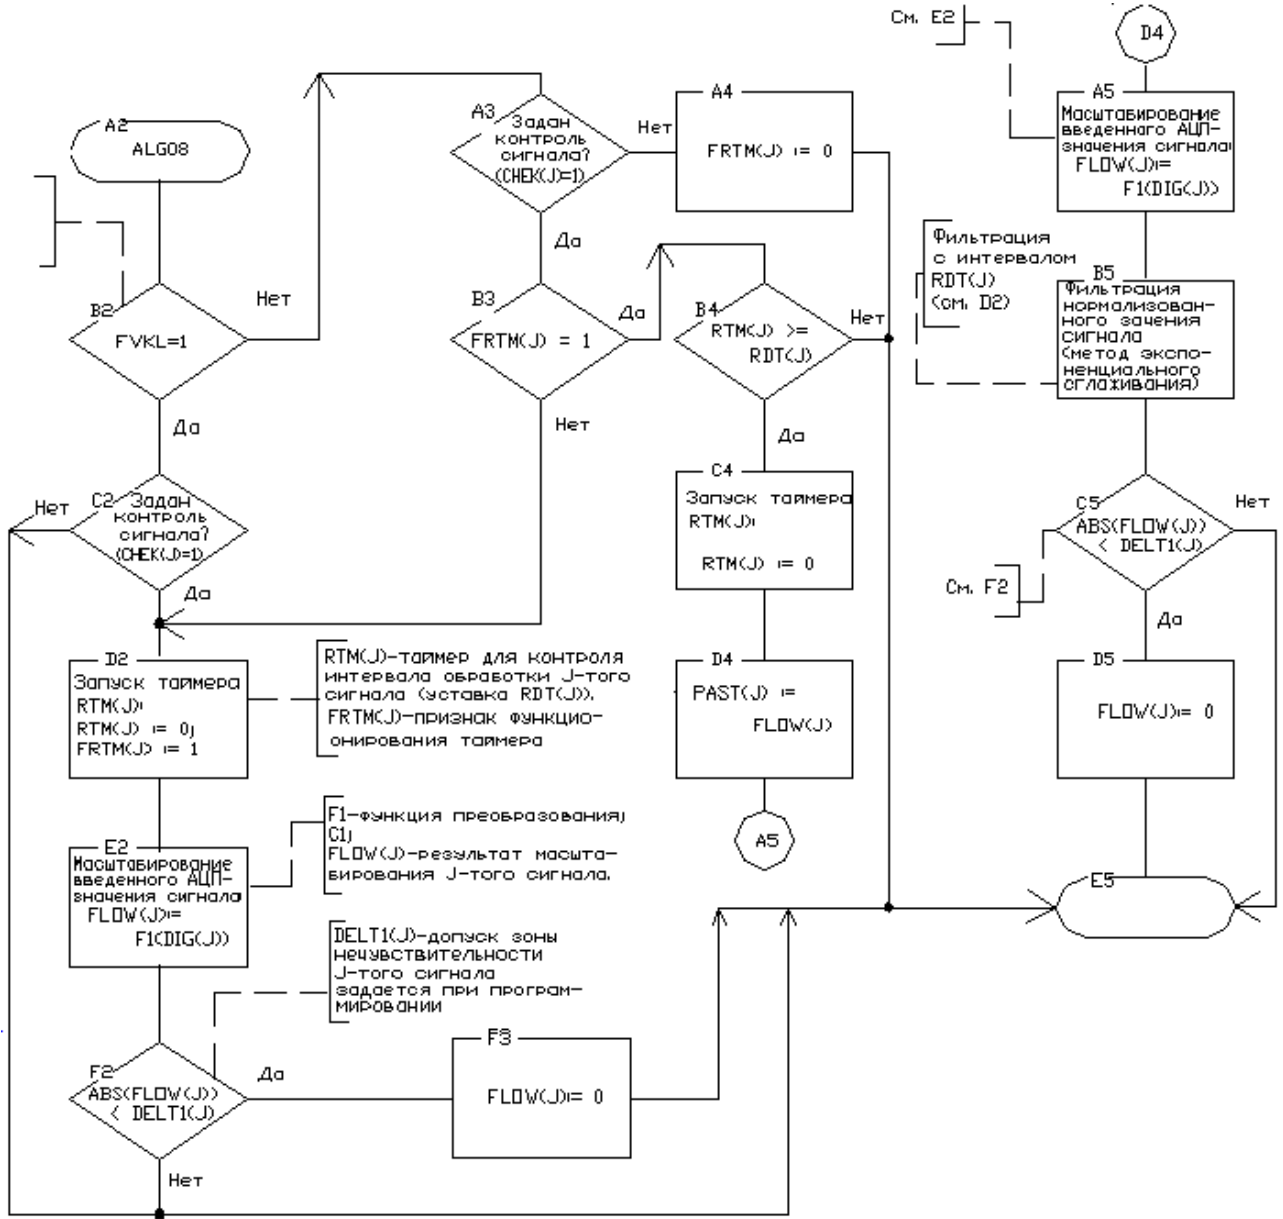 A2
ALG08
B2
FVKL=1
Нет
Да
C2
Задан
контроль
сигнала?
(CHEK(J)=1)
Нет
Да
D2
Запуск таймера
RTM(J):
RTM(J) := 0;
FRTM(J) := 1
RTM(J)-таймер для контроля
интервала обработки J-того
сигнала (уставка RDT(J)).
FRTM(J)-признак функцио-
онирования таймера
E2
Масштабирование
введенного АЦП-
значения сигнала
FLOW(J):=
F1(DIG(J))
F1-функция преобразования;
C1;
FLOW(J)-результат масшта-
бирования J-того сигнала.
DELT1(J)-допуск зоны
нечувствительности
J-того сигнала
задается при програм-
мировании
F2
ABS(FLOW(J))
< DELT1(J)
Да
Нет
F3
FLOW(J):= 0
A3
Задан
контроль
сигнала?
(CHEK(J)=1)
Нет
Да
B3
FRTM(J) = 1
Да
Нет
A4
FRTM(J) := 0
B4
RTM(J) >=
RDT(J)
Нет
Да
C4
Запуск таймера
RTM(J):
RTM(J) := 0
D4
PAST(J) :=
FLOW(J)
A5
См. E2
D4
A5
Масштабирование
введенного АЦП-
значения сигнала:
FLOW(J):=
F1(DIG(J))
Фильтрация
с интервалом
RDT(J)
(см. D2)
B5
Фильтрация
нормализован-
ного зачения
сигнала
(метод экспо-
ненциального
сглаживания)
C5
ABS(FLOW(J))
< DELT1(J)
Нет
Да
См. F2
D5
FLOW(J):= 0
E5